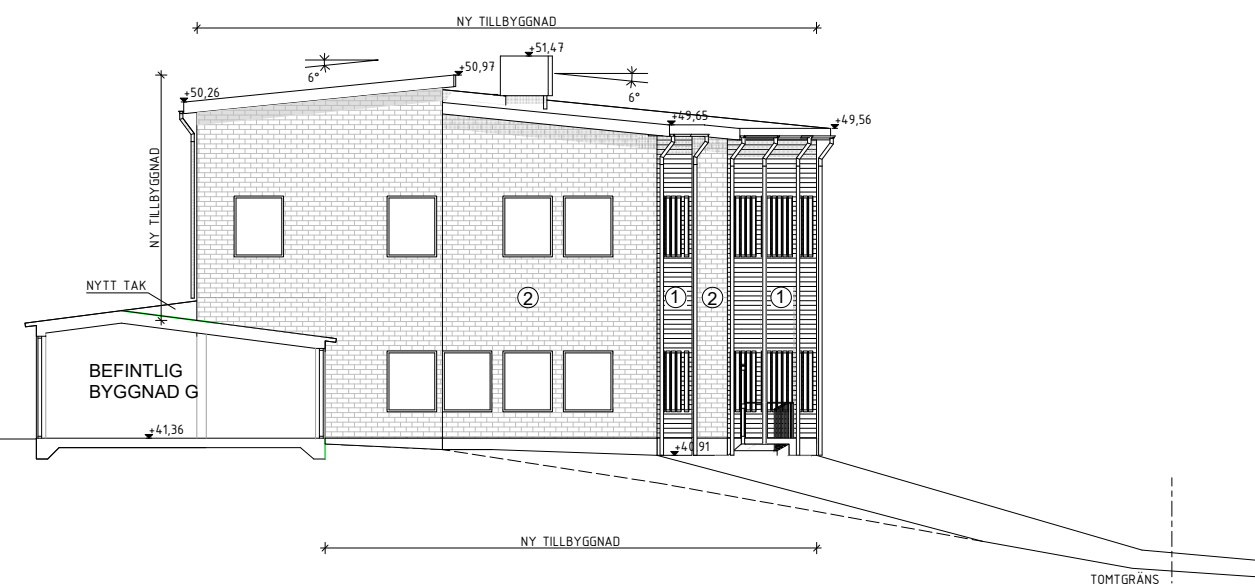 NY TILLBYGGNAD
+51,47
6°
+50,97
+50,26
6°
+49,65
+49,56
NY TILLBYGGNAD
NYTT TAK
2
1
2
1
BEFINTLIG
BYGGNAD G
+41,36
+40,91
NY TILLBYGGNAD
TOMTGRÄNS